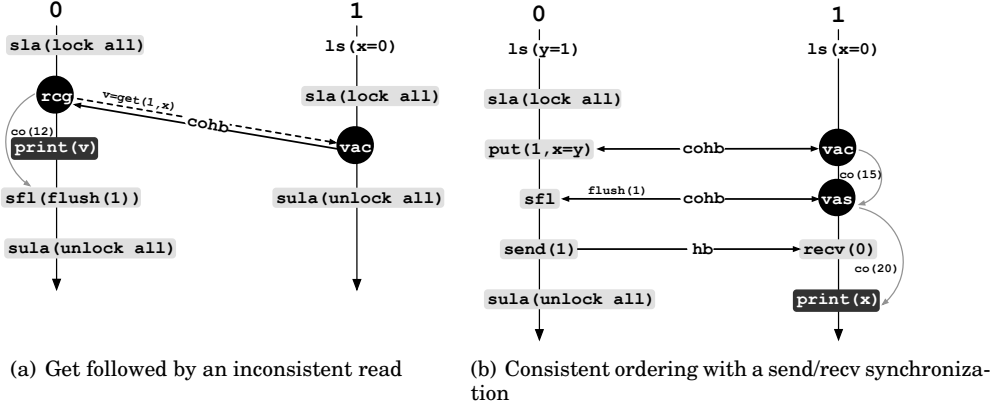 0
1
sla(lock all)
ls(x=0)
sla(lock all)
rcg
v=get(1,x)
cohb
vac
co(12)
print(v)
sfl(flush(1))
sula(unlock all)
sula(unlock all)
(a) Get followed by an inconsistent read
0
1
ls(y=1)
ls(x=0)
sla(lock all)
put(1,x=y)
cohb
vac
co(15)
sfl
flush(1)
cohb
vas
send(1)
hb
recv(0)
co(20)
sula(unlock all)
print(x)
(b) Consistent ordering with a send/recv synchroniza-
tion